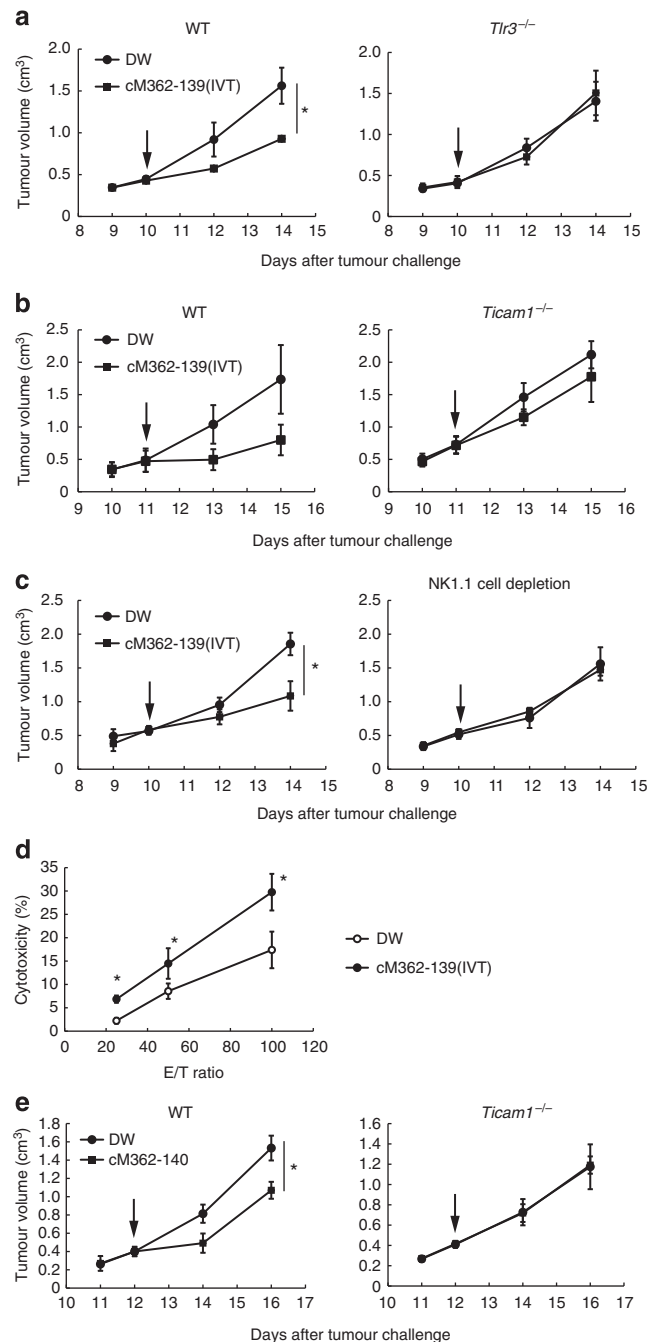 a
WT
Tlr3−/−
DW
cM362-139(IVT)
*
Tumour volume (cm3)
2.0
1.5
1.0
0.5
0
8 9 10 11 12 13 14 15
2.0
1.5
1.0
0.5
0
8 9 10 11 12 13 14 15
Days after tumour challenge
b
WT
Ticam1−/−
DW
cM362-139(IVT)
Tumour volume (cm3)
2.5
2.0
1.5
1.0
0.5
0
9 10 11 12 13 14 15 16
2.5
2.0
1.5
1.0
0.5
0
9 10 11 12 13 14 15 16
Days after tumour challenge
c
NK1.1 cell depletion
DW
cM362-139(IVT)
*
Tumour volume (cm3)
2.5
2.0
1.5
1.0
0.5
0
8 9 10 11 12 13 14 15
2.5
2.0
1.5
1.0
0.5
0
8 9 10 11 12 13 14 15
Days after tumour challenge
d
Cytotoxicity (%)
35
30
25
20
15
10
5
0
* * *
0 20 40 60 80 100 120
E/T ratio
DW
cM362-139(IVT)
e
WT
Ticam1−/−
DW
cM362-140
*
Tumour volume (cm3)
1.8
1.6
1.4
1.2
1.0
0.8
0.6
0.4
0.2
0
10 11 12 13 14 15 16 17
1.6
1.4
1.2
1.0
0.8
0.6
0.4
0.2
0
10 11 12 13 14 15 16 17
Days after tumour challenge